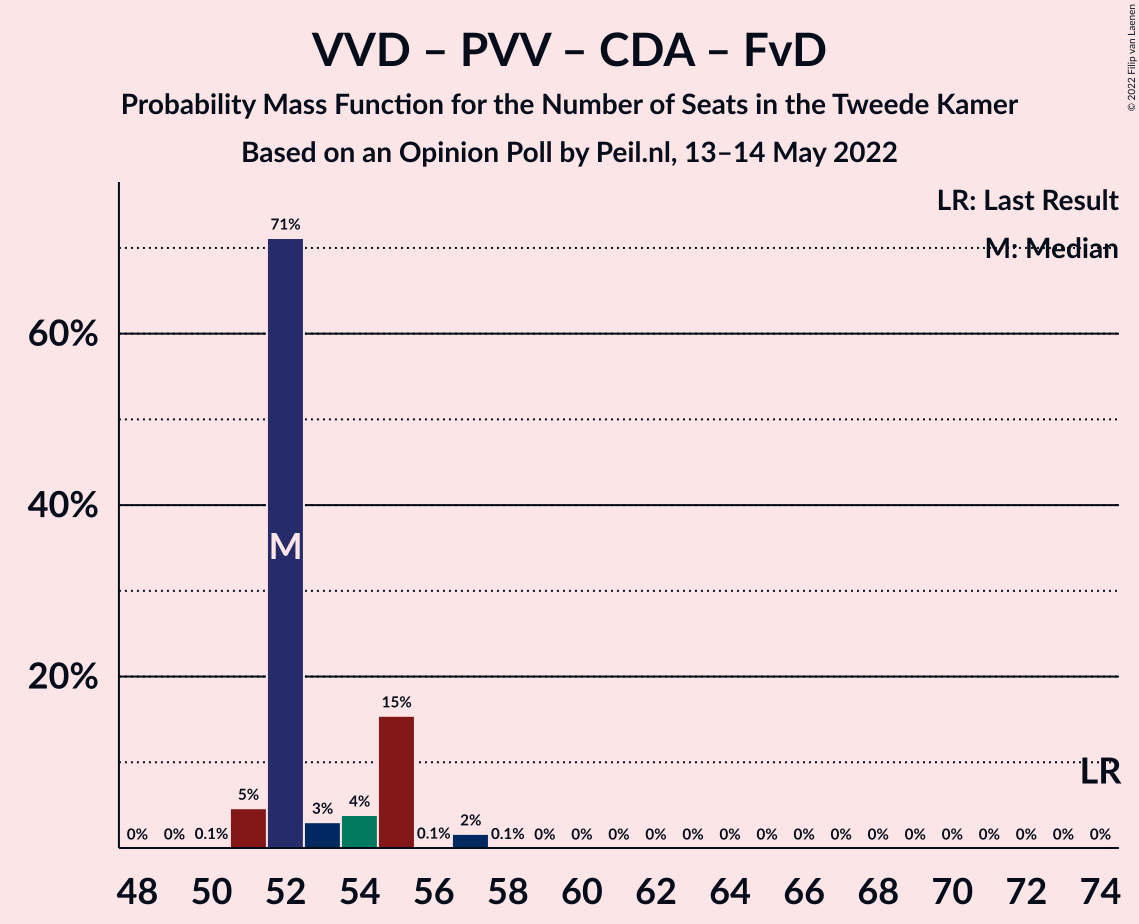 VVD – PVV – CDA – FvD
Probability Mass Function for the Number of Seats in the Tweede Kamer
Based on an Opinion Poll by Peil.nl, 13–14 May 2022
© 2022 Filip van Laenen
LR: Last Result
M: Median
60%
40%
20%
0% 0% 0.1% 5% 71% 3% 4% 15% 0.1% 2% 0.1% 0% 0% 0% 0% 0% 0% 0% 0% 0% 0% 0% 0% 0% 0% 0% 0%
M
LR
48 50 52 54 56 58 60 62 64 66 68 70 72 74